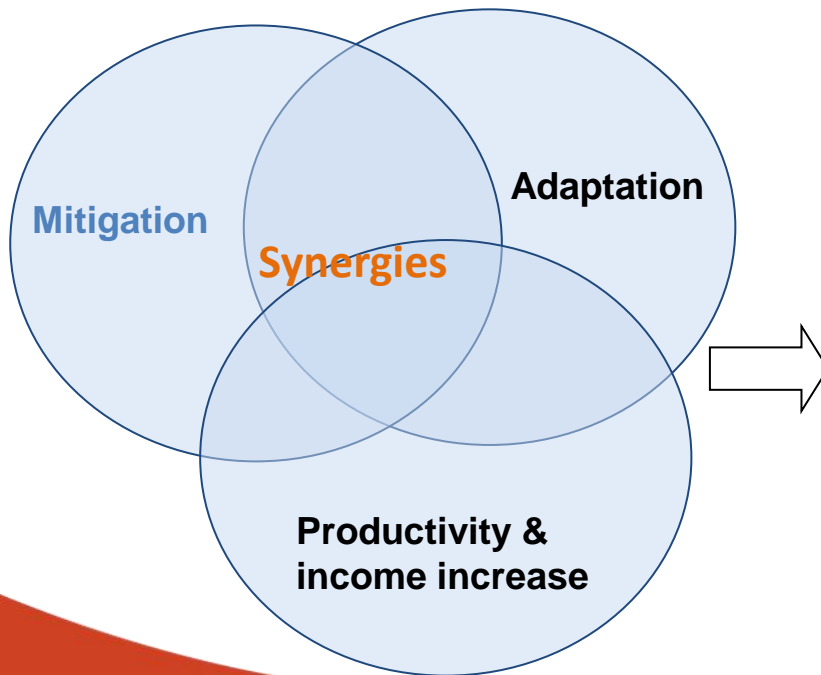 Mitigation
Adaptation
Synergies
Productivity &
income increase